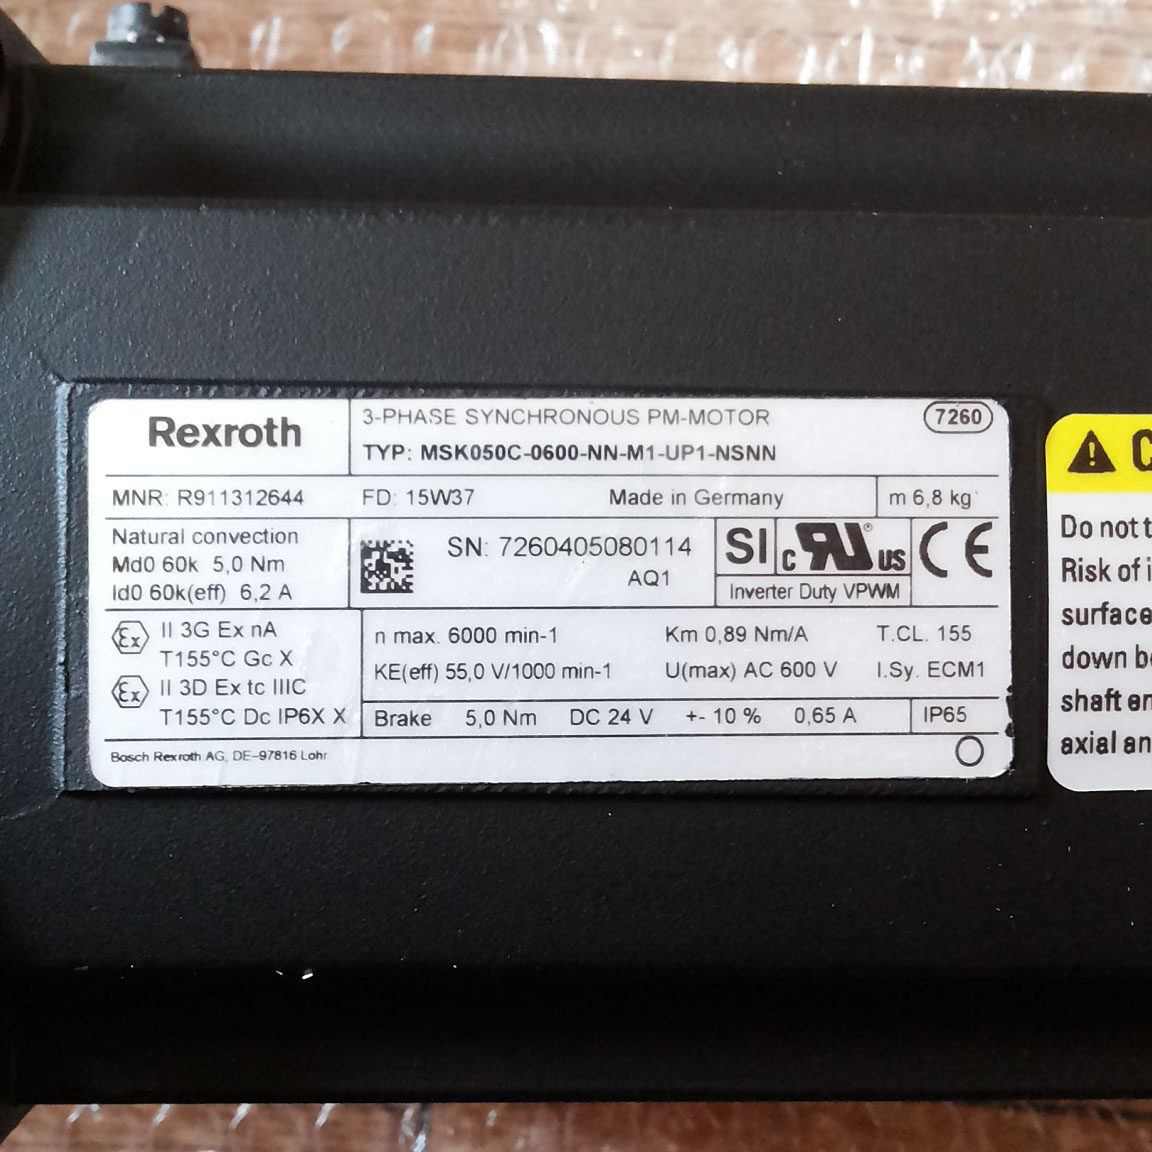 Rexroth
3-PHASE SYNCHRONOUS PM-MOTOR
7260
TYP: MSK050C-0600-NN-M1-UP1-NSNN
MNR: R911312644
FD: 15W37
Made in Germany
m 6,8 kg
Natural convection
Md0 60k 5,0 Nm
Id0 60k(eff) 6,2 A
SN: 7260405080114
AQ1
SI
c RU ® US
Inverter Duty VPWM
CE
Ex II 3G Ex nA
T155°C Gc X
Ex II 3D Ex tc IIIC
T155°C Dc IP6X X
n max. 6000 min-1
Km 0,89 Nm/A
T.CL. 155
KE(eff) 55,0 V/1000 min-1
U(max) AC 600 V
I.Sy. ECM1
Brake 5,0 Nm DC 24 V +- 10 % 0,65 A
IP65
Bosch Rexroth AG, DE-97816 Lohr
Do not
Risk of
surface
down
shaft
axial